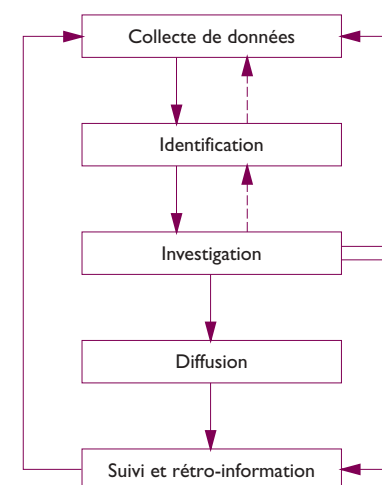 Collecte de données
Identification
Investigation
Diffusion
Suivi et rétro-information